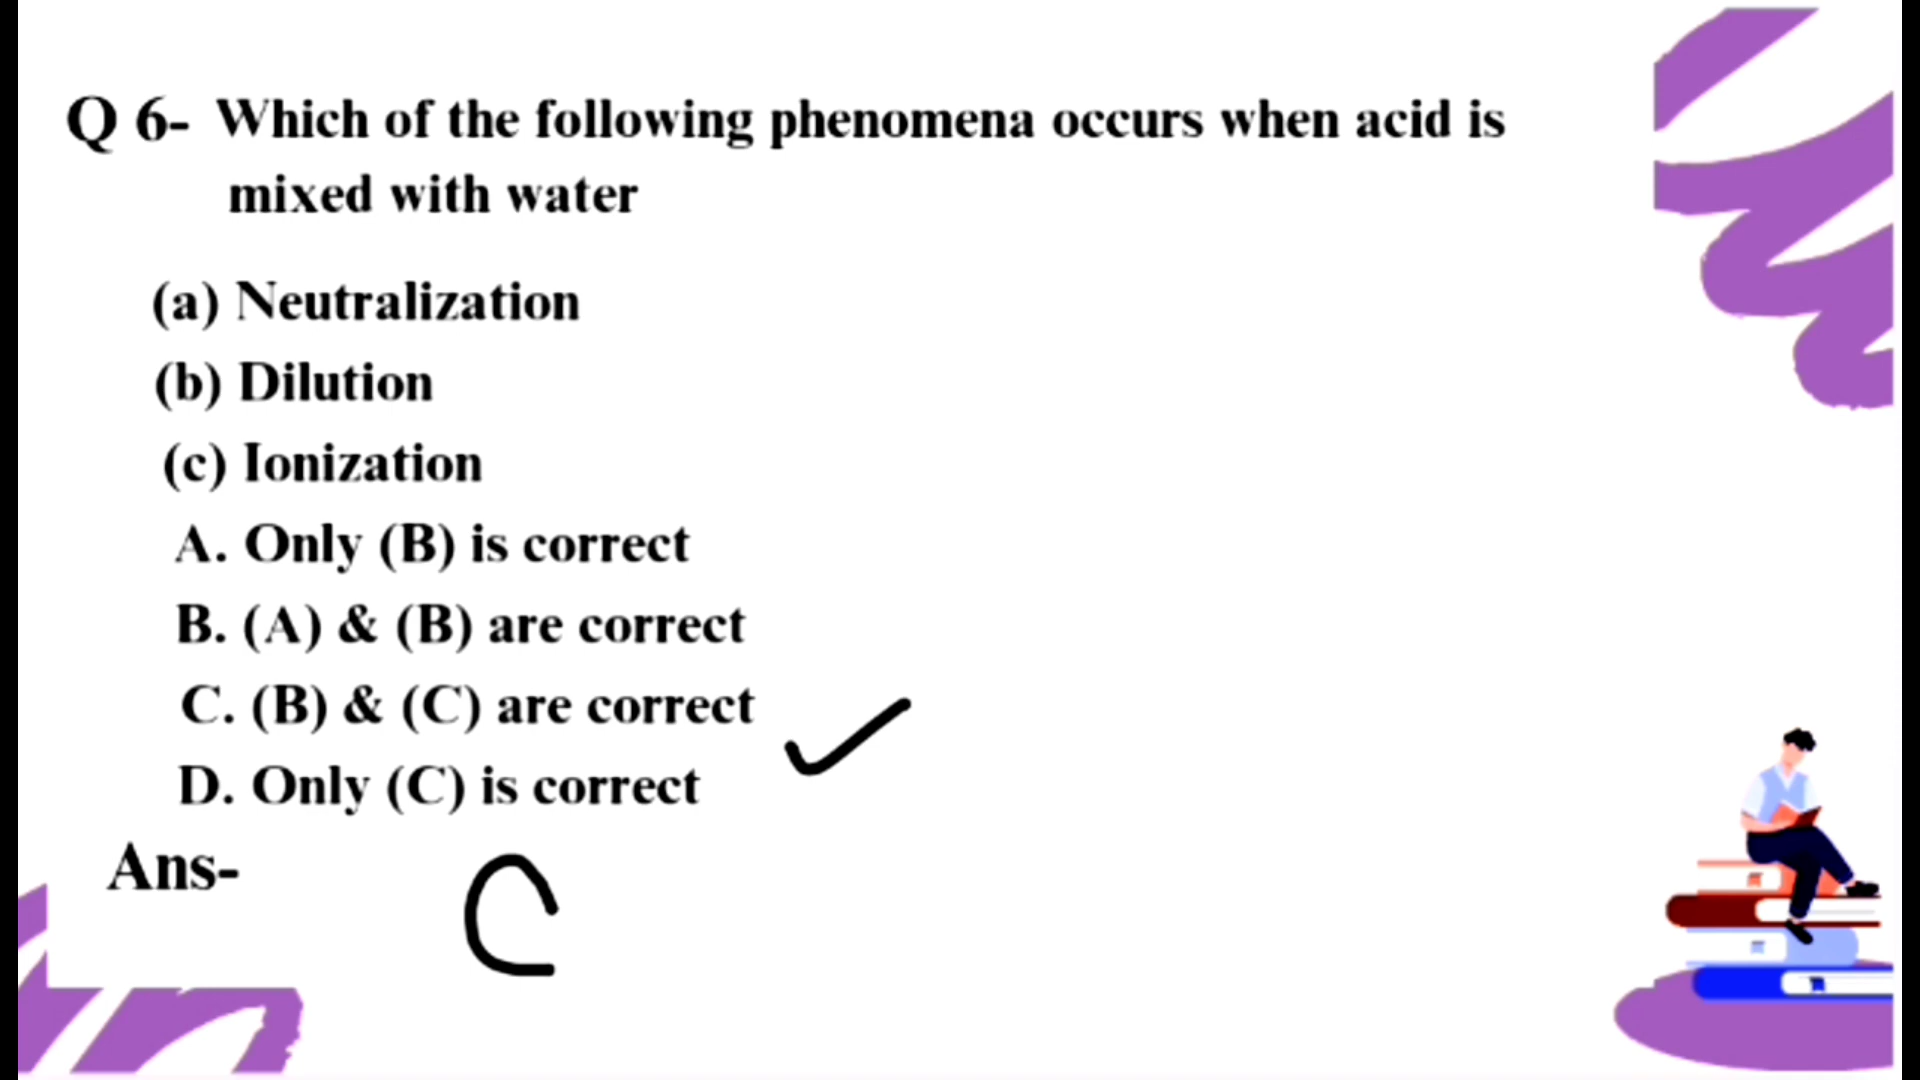 Q 6- Which of the following phenomena occurs when acid is
mixed with water
(a) Neutralization
(b) Dilution
(c) Ionization
A. Only (B) is correct
B. (A) & (B) are correct
C. (B) & (C) are correct
D. Only (C) is correct
Ans-
C